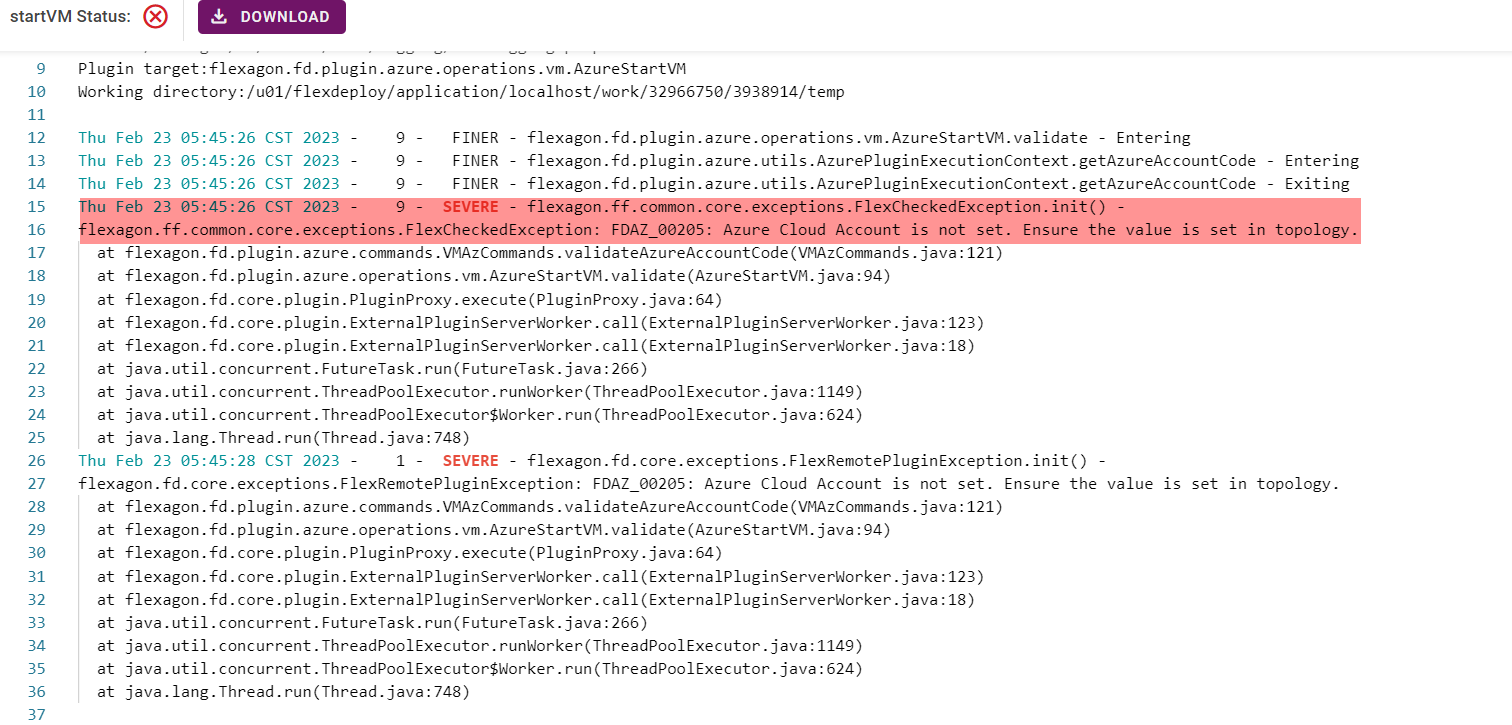 startVM Status:
DOWNLOAD
9 Plugin target:flexagon.fd.plugin.azure.operations.vm.AzureStartVM
10 Working directory:/u01/flexdeploy/application/localhost/work/32966750/3938914/temp
11
12 Thu Feb 23 05:45:26 CST 2023 - 9 - FINER - flexagon.fd.plugin.azure.operations.vm.AzureStartVM.validate - Entering
13 Thu Feb 23 05:45:26 CST 2023 - 9 - FINER - flexagon.fd.plugin.azure.utils.AzurePluginExecutionContext.getAzureAccountCode - Entering
14 Thu Feb 23 05:45:26 CST 2023 - 9 - FINER - flexagon.fd.plugin.azure.utils.AzurePluginExecutionContext.getAzureAccountCode - Exiting
15 Thu Feb 23 05:45:26 CST 2023 - 9 - SEVERE - flexagon.ff.common.core.exceptions.FlexCheckedException.init() -
16 flexagon.ff.common.core.exceptions.FlexCheckedException: FDAZ_00205: Azure Cloud Account is not set. Ensure the value is set in topology.
17 at flexagon.fd.plugin.azure.commands.VMAzCommands.validateAzureAccountCode(VMAzCommands.java:121)
18 at flexagon.fd.plugin.azure.operations.vm.AzureStartVM.validate(AzureStartVM.java:94)
19 at flexagon.fd.core.plugin.PluginProxy.execute(PluginProxy.java:64)
20 at flexagon.fd.core.plugin.ExternalPluginServerWorker.call(ExternalPluginServerWorker.java:123)
21 at flexagon.fd.core.plugin.ExternalPluginServerWorker.call(ExternalPluginServerWorker.java:18)
22 at java.util.concurrent.FutureTask.run(FutureTask.java:266)
23 at java.util.concurrent.ThreadPoolExecutor.runWorker(ThreadPoolExecutor.java:1149)
24 at java.util.concurrent.ThreadPoolExecutor$Worker.run(ThreadPoolExecutor.java:624)
25 at java.lang.Thread.run(Thread.java:748)
26 Thu Feb 23 05:45:28 CST 2023 - 1 - SEVERE - flexagon.fd.core.exceptions.FlexRemotePluginException.init() -
27 flexagon.fd.core.exceptions.FlexRemotePluginException: FDAZ_00205: Azure Cloud Account is not set. Ensure the value is set in topology.
28 at flexagon.fd.plugin.azure.commands.VMAzCommands.validateAzureAccountCode(VMAzCommands.java:121)
29 at flexagon.fd.plugin.azure.operations.vm.AzureStartVM.validate(AzureStartVM.java:94)
30 at flexagon.fd.core.plugin.PluginProxy.execute(PluginProxy.java:64)
31 at flexagon.fd.core.plugin.ExternalPluginServerWorker.call(ExternalPluginServerWorker.java:123)
32 at flexagon.fd.core.plugin.ExternalPluginServerWorker.call(ExternalPluginServerWorker.java:18)
33 at java.util.concurrent.FutureTask.run(FutureTask.java:266)
34 at java.util.concurrent.ThreadPoolExecutor.runWorker(ThreadPoolExecutor.java:1149)
35 at java.util.concurrent.ThreadPoolExecutor$Worker.run(ThreadPoolExecutor.java:624)
36 at java.lang.Thread.run(Thread.java:748)
37